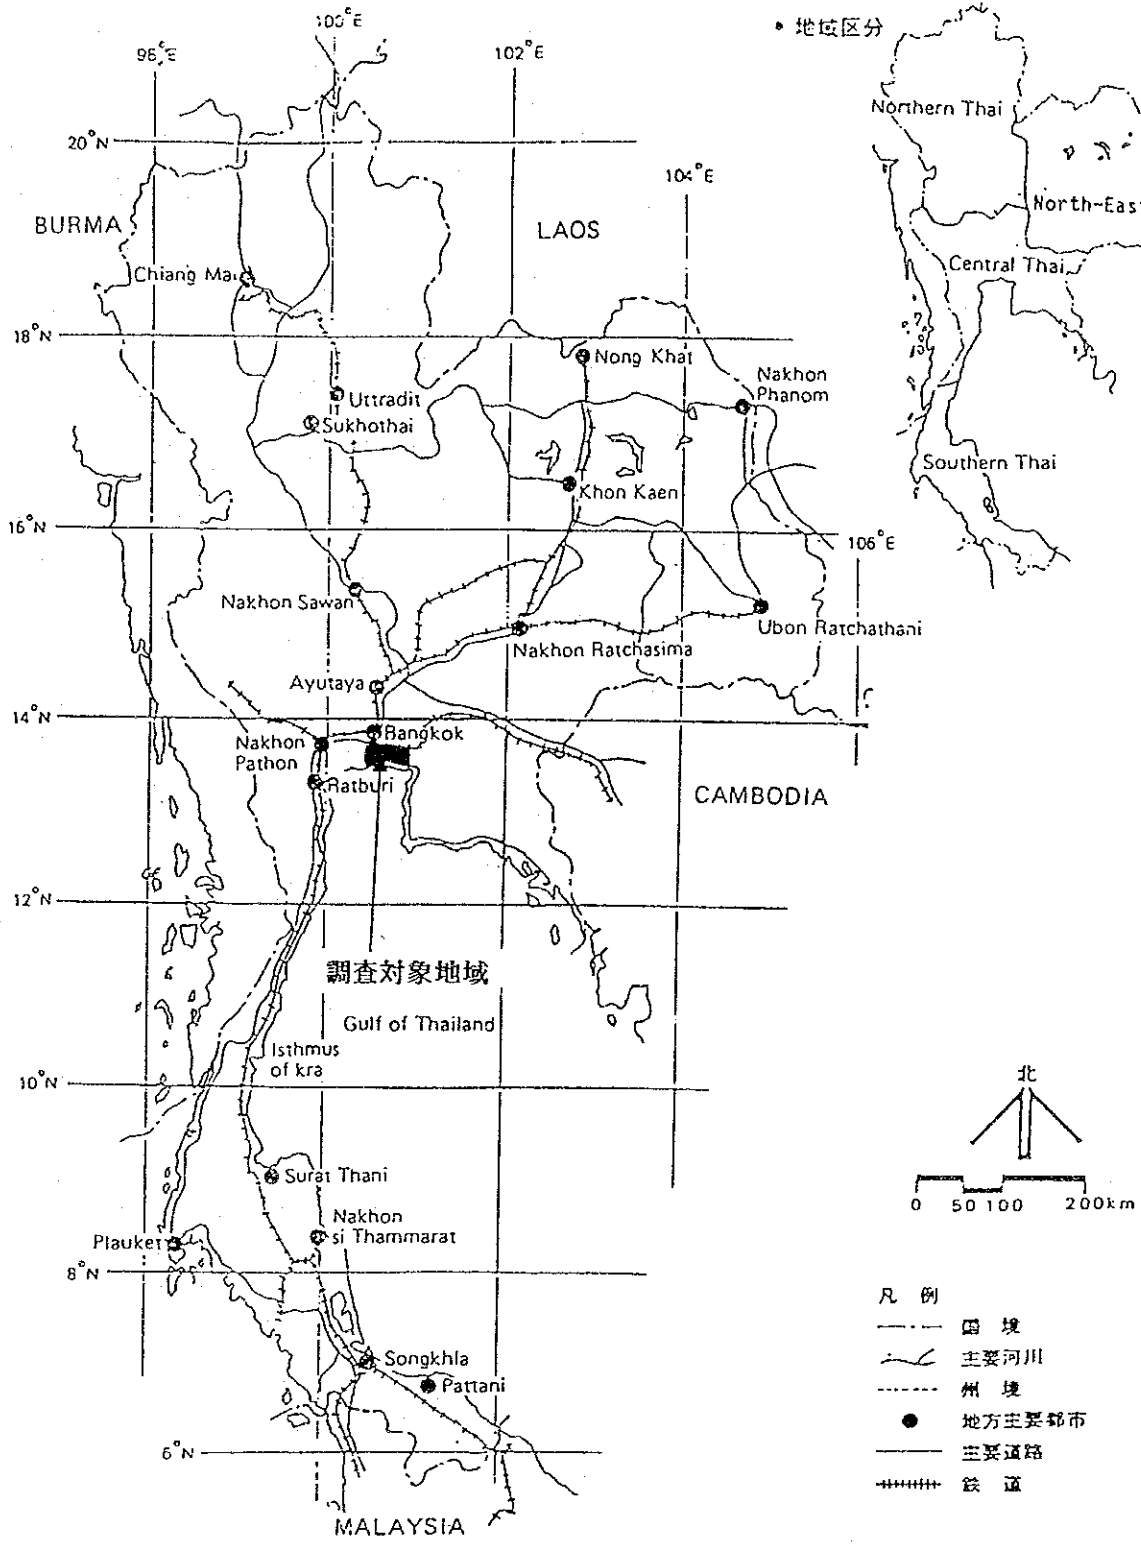 100°E
• 地域区分
98°E
102°E
Northern Thai
20°N
104°E
North-East
BURMA
LAOS
Central Thai
Chiang Mai
18°N
Nong Khat
Nakhon
Phanom
Uttradit
Sukhothai
Southern Thai
Khon Kaen
16°N
106°E
Nakhon Sawan
Ubon Ratchathani
Nakhon Ratchasima
Ayutaya
14°N
Bangkok
Nakhon
Pathon
Ratburi
CAMBODIA
12°N
調査対象地域
Gulf of Thailand
Isthmus
of kra
10°N
北
Surat Thani
0 50 100 200km
Nakhon
si Thammarat
Plauket
8°N
凡 例
国 境
主要河川
Songkhla
Pattani
州 境
地方主要都市
6°N
主要道路
鉄 道
MALAYSIA